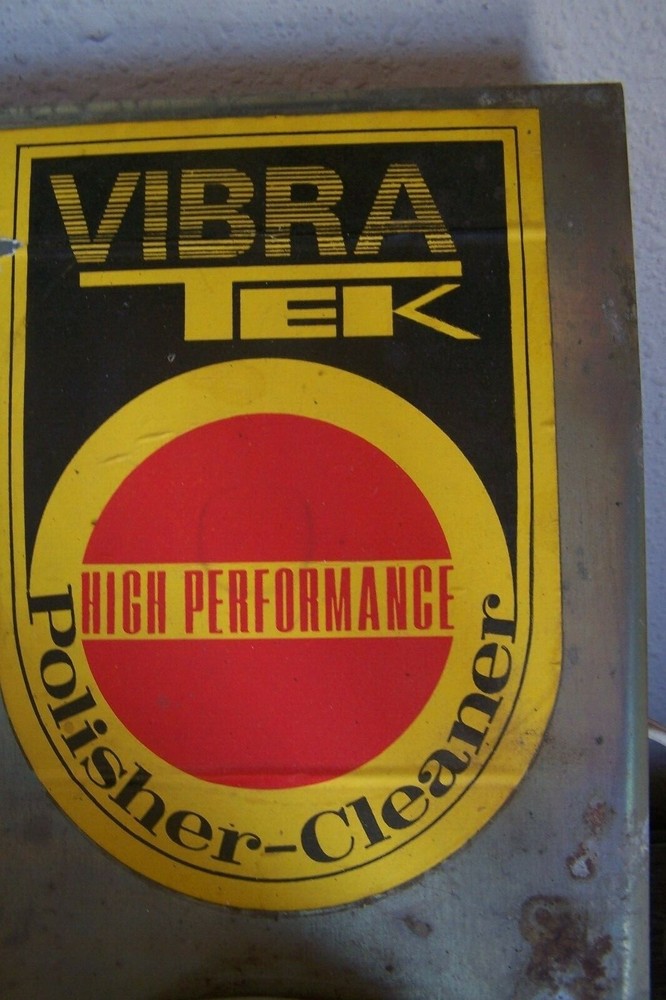 VIBRA
TEK
HIGH PERFORMANCE
Polisher-Cleaner